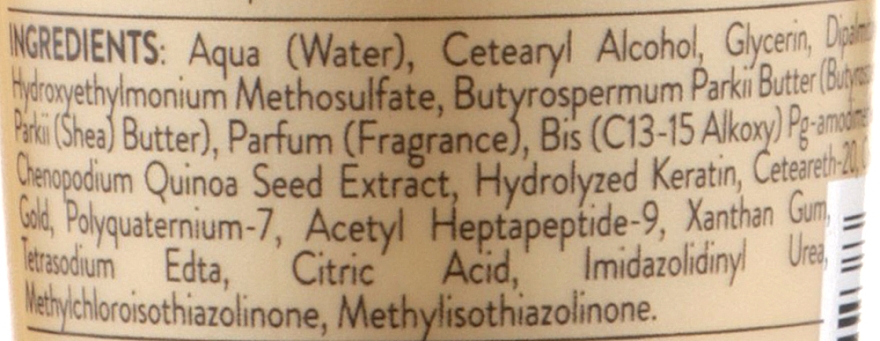 INGREDIENTS: Aqua (Water), Cetearyl Alcohol, Glycerin,
Hydroxyethylmonium Methosulfate, Butyrospermum Parkii Butter
Parkii (Shea) Butter), Parfum (Fragrance), Bis (C13-15 Alkoxy)
Chenopodium Quinoa Seed Extract, Hydrolyzed Keratin, Ceteareth-20,
Gold, Polyquaternium-7, Acetyl Heptapeptide-9, Xanthan Gum,
Tetrasodium Edta, Citric Acid, Imidazolidinyl Urea,
Methylchloroisothiazolinone, Methylisothiazolinone.